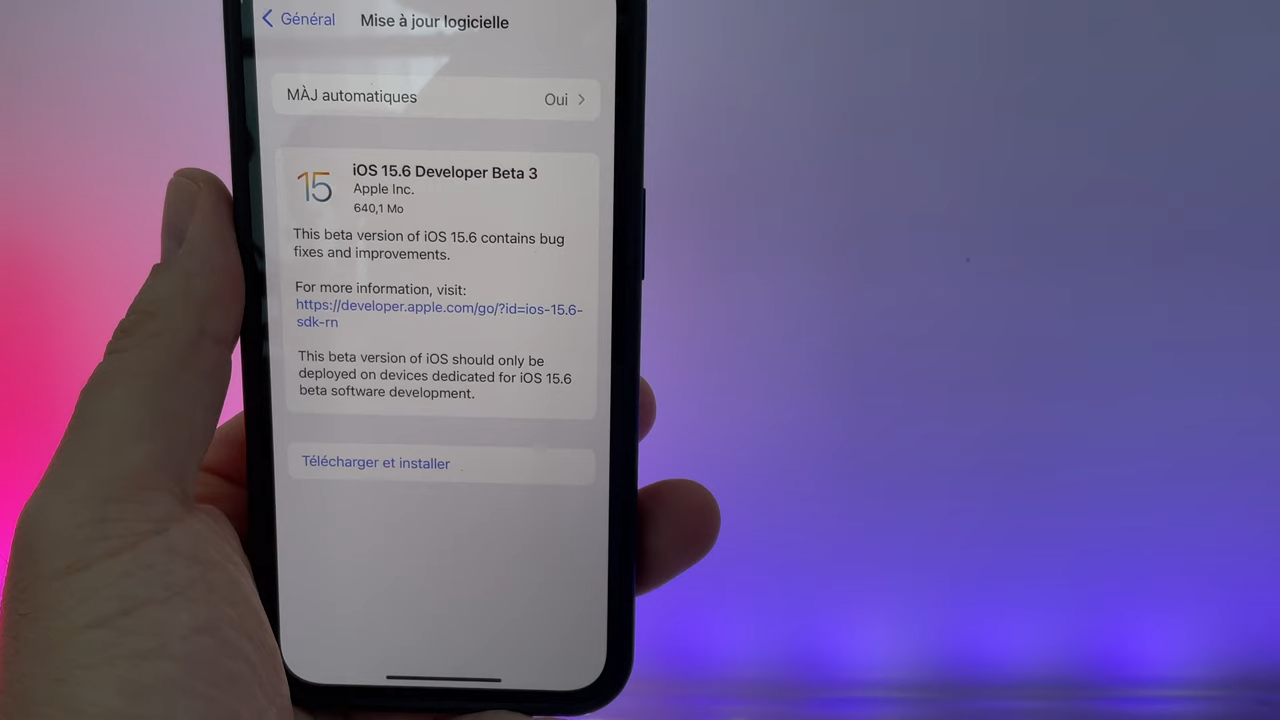 Général Mise à jour logicielle
MÀJ automatiques Oui
15
iOS 15.6 Developer Beta 3
Apple Inc.
640,1 Mo
This beta version of iOS 15.6 contains bug
fixes and improvements.
For more information, visit:
https://developer.apple.com/go/?id=ios-15.6-
sdk-rn
This beta version of iOS should only be
deployed on devices dedicated for iOS 15.6
beta software development.
Télécharger et installer